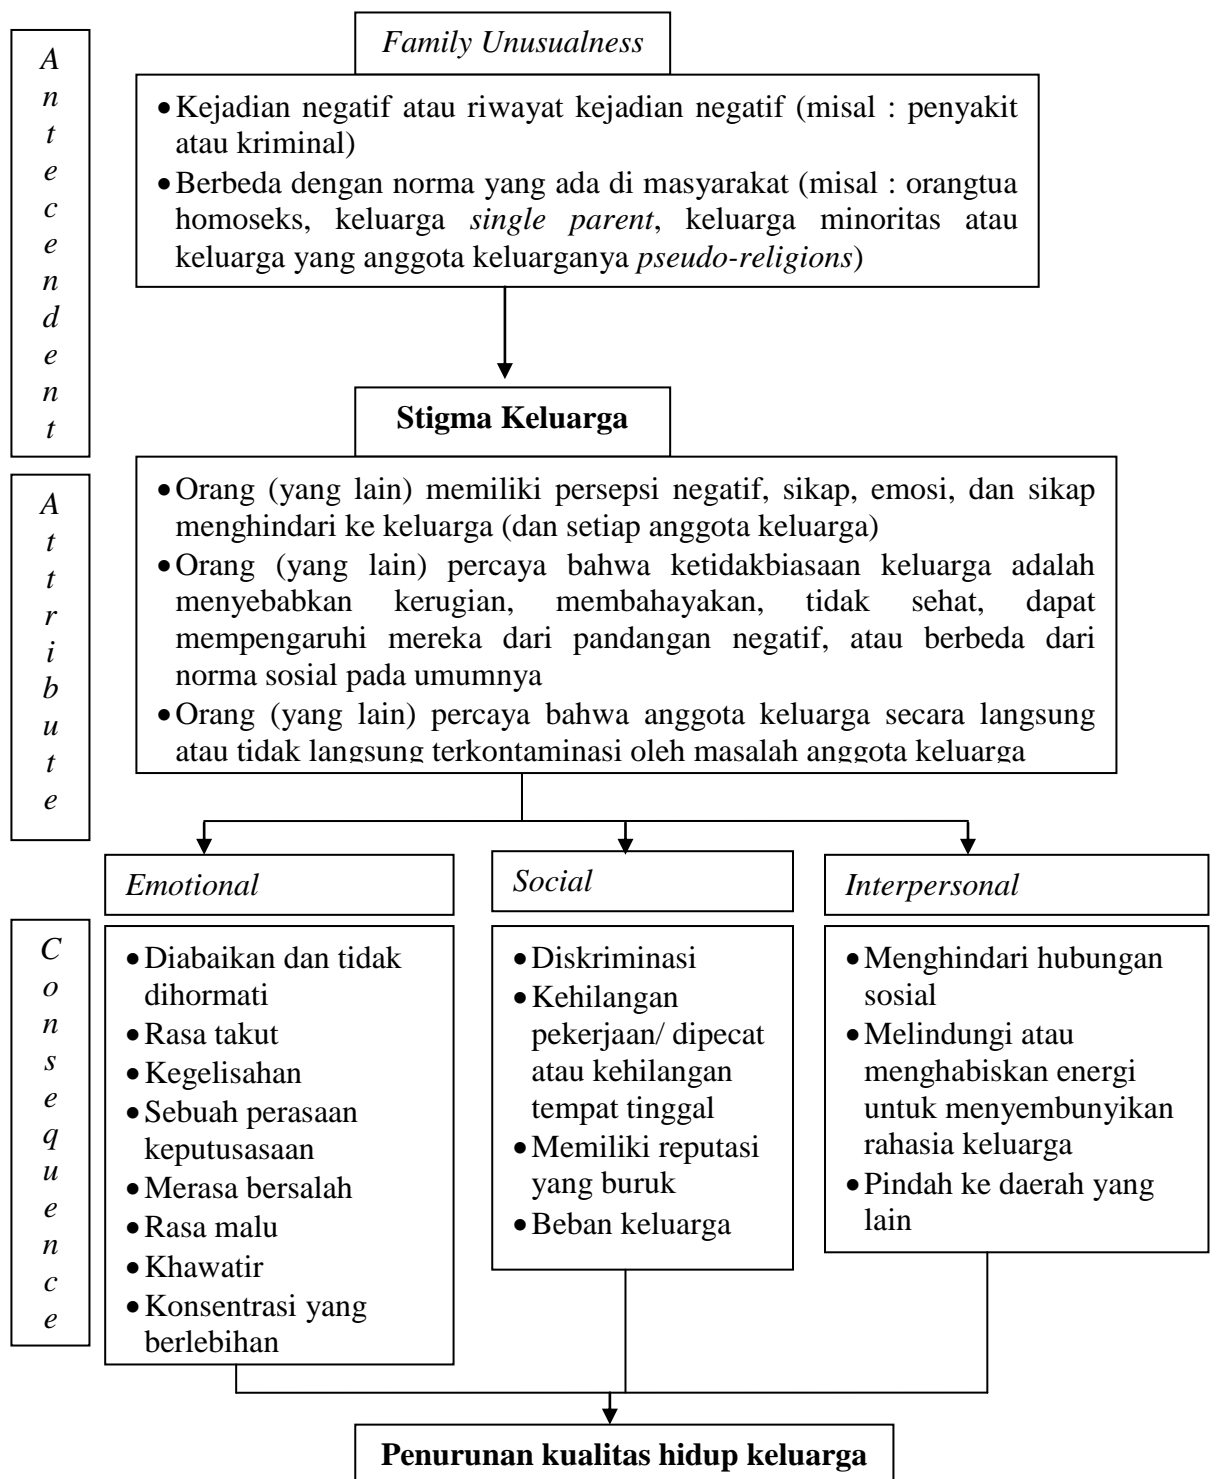 Antecendent
Family Unusualness
• Kejadian negatif atau riwayat kejadian negatif (misal : penyakit
atau kriminal)
• Berbeda dengan norma yang ada di masyarakat (misal : orangtua
homoseks, keluarga single parent, keluarga minoritas atau
keluarga yang anggota keluarganya pseudo-religions)
Stigma Keluarga
Attribute
• Orang (yang lain) memiliki persepsi negatif, sikap, emosi, dan sikap
menghindari ke keluarga (dan setiap anggota keluarga)
• Orang (yang lain) percaya bahwa ketidakbiasaan keluarga adalah
menyebabkan kerugian, membahayakan, tidak sehat, dapat
mempengaruhi mereka dari pandangan negatif, atau berbeda dari
norma sosial pada umumnya
• Orang (yang lain) percaya bahwa anggota keluarga secara langsung
atau tidak langsung terkontaminasi oleh masalah anggota keluarga
Consequence
Emotional
• Diabaikan dan tidak
dihormati
• Rasa takut
• Kegelisahan
• Sebuah perasaan
keputusasaan
• Merasa bersalah
• Rasa malu
• Khawatir
• Konsentrasi yang
berlebihan
Social
• Diskriminasi
• Kehilangan
pekerjaan/ dipecat
atau kehilangan
tempat tinggal
• Memiliki reputasi
yang buruk
• Beban keluarga
Interpersonal
• Menghindari hubungan
sosial
• Melindungi atau
menghabiskan energi
untuk menyembunyikan
rahasia keluarga
• Pindah ke daerah yang
lain
Penurunan kualitas hidup keluarga